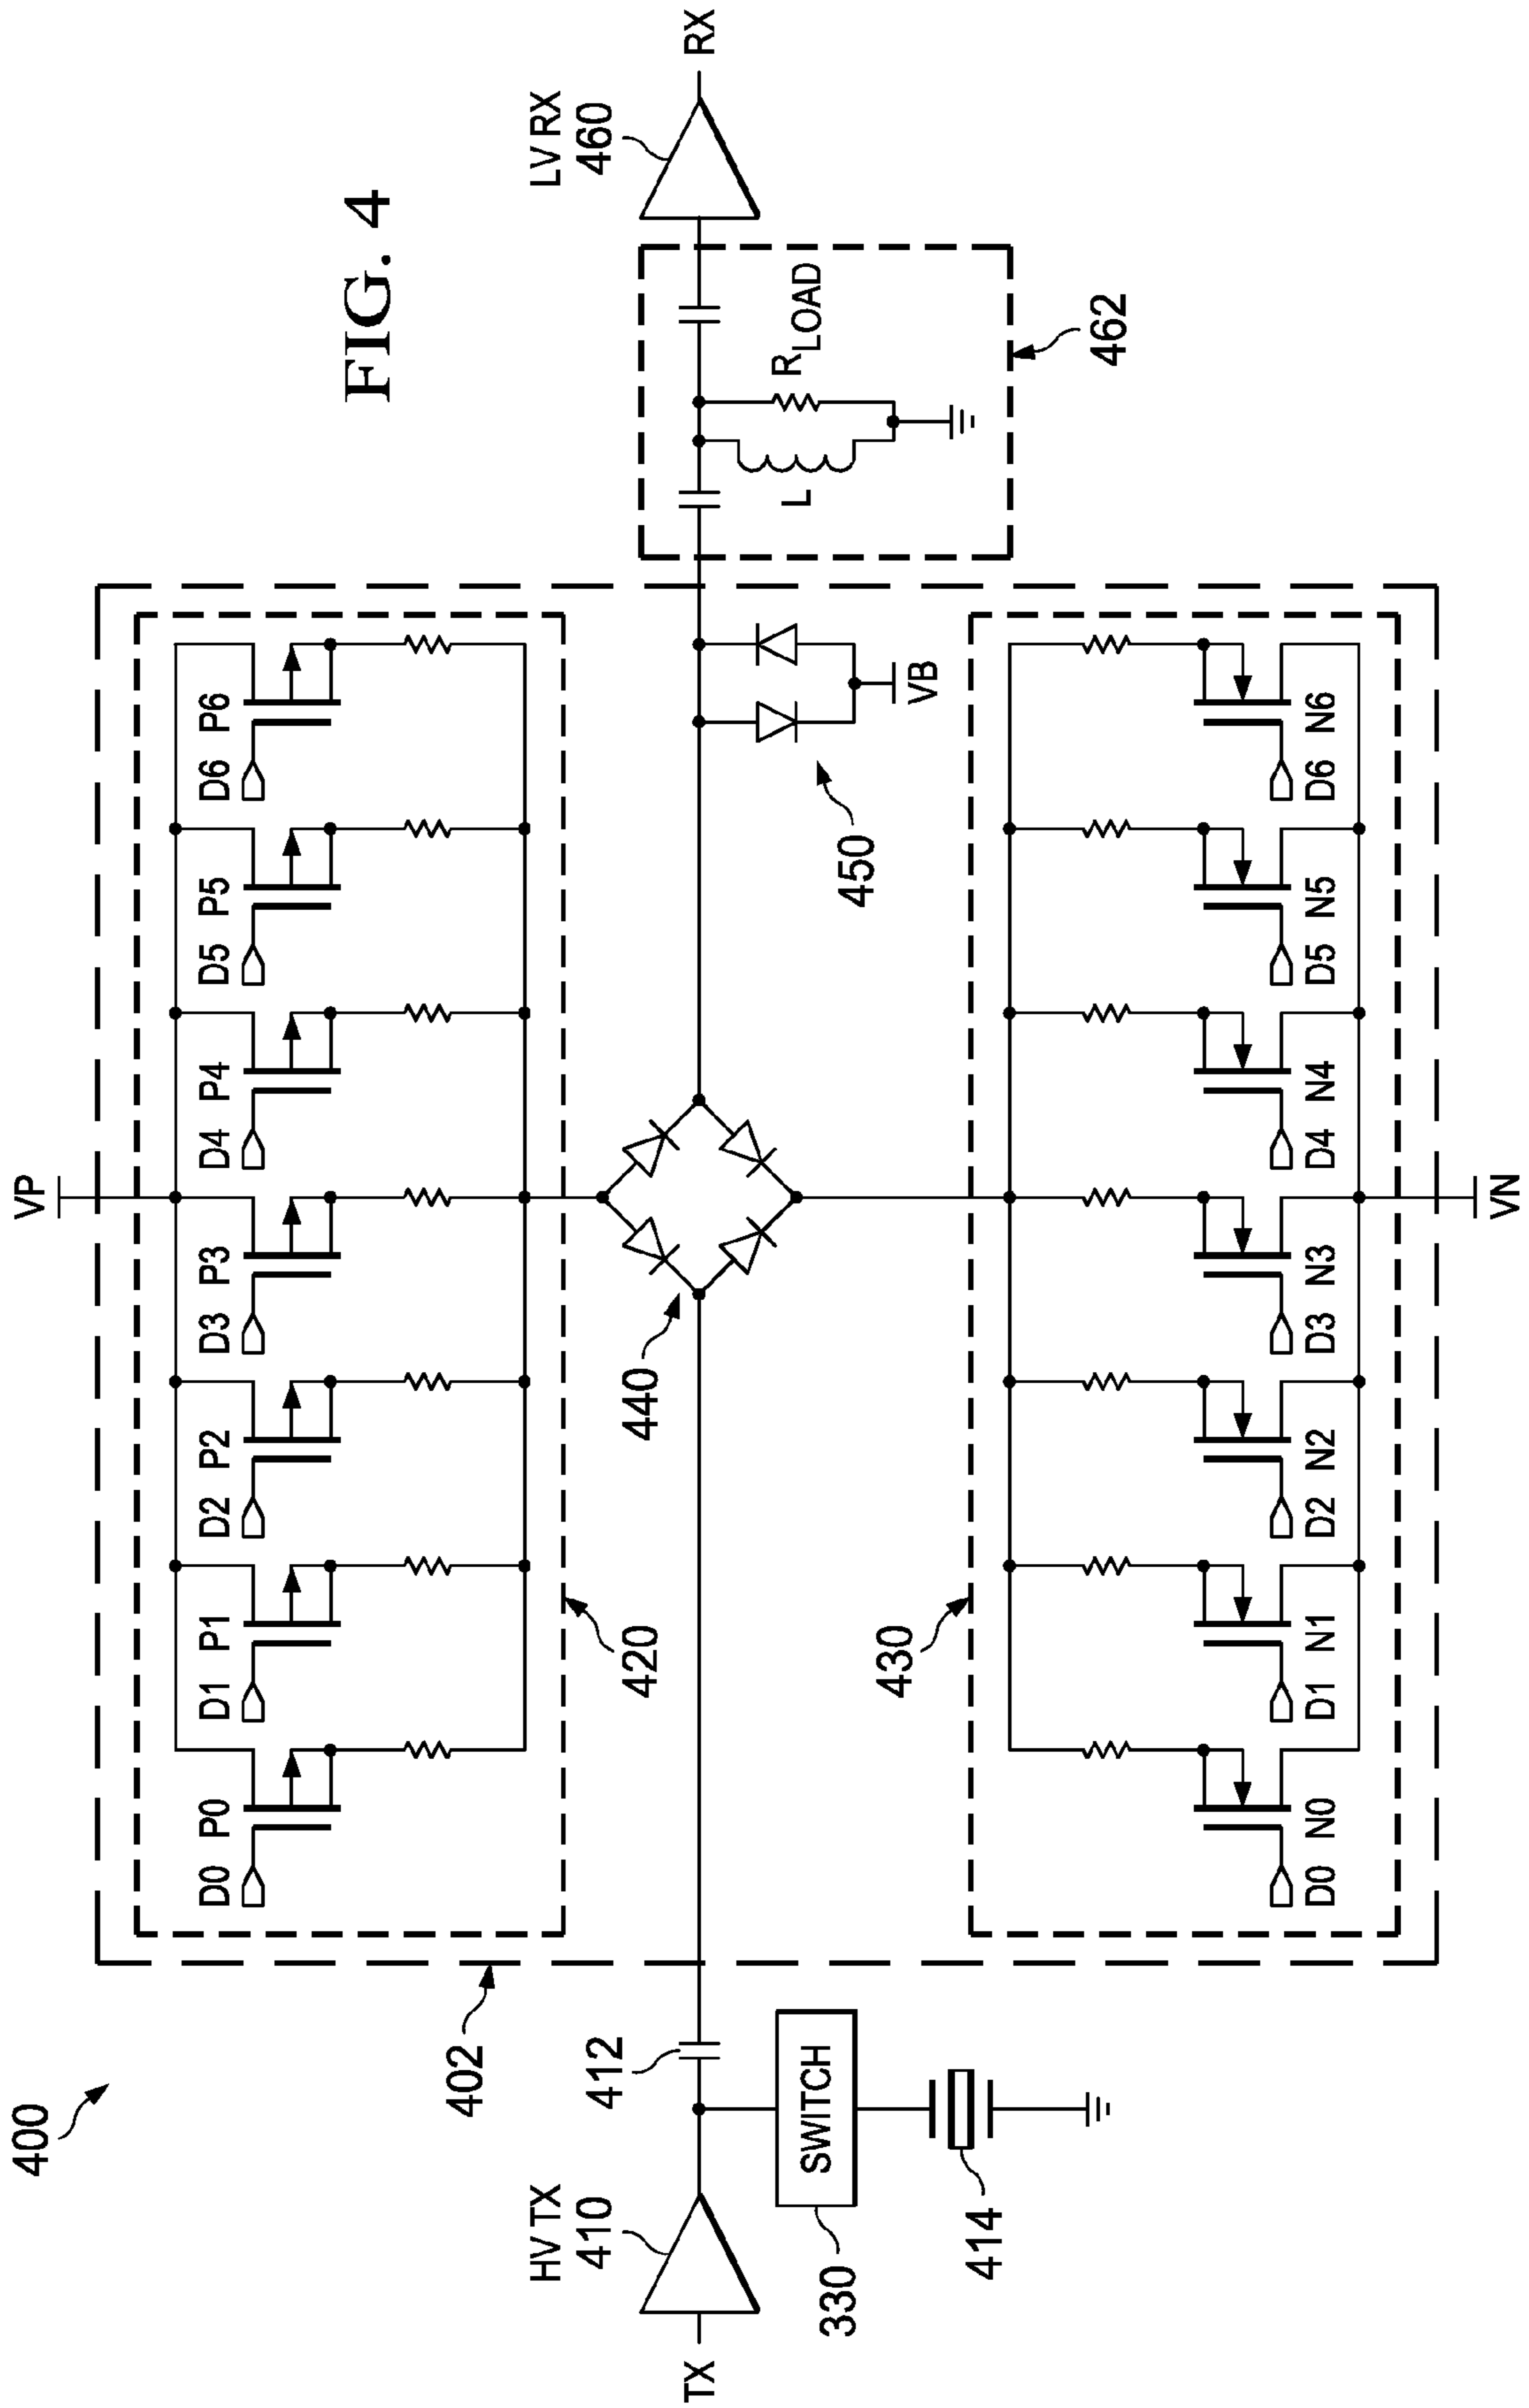 FIG. 4
400
402
VP
D0 P0
D1 P1
D2 P2
D3 P3
D4 P4
D5 P5
D6 P6
420
TX
HV TX
410
412
SWITCH
330
414
440
450
VB
LV RX
460
RX
L
RLOAD
462
430
D0 N0
D1 N1
D2 N2
D3 N3
D4 N4
D5 N5
D6 N6
VN